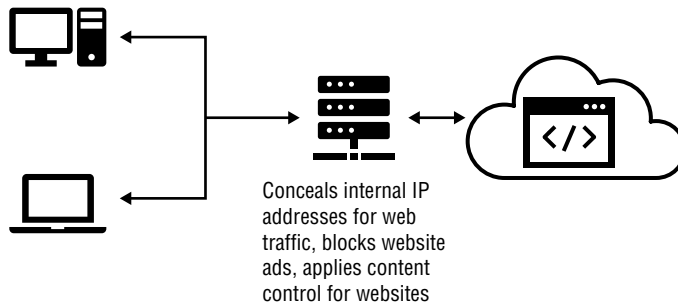 </>
Conceals internal IP
addresses for web
traffic, blocks website
ads, applies content
control for websites